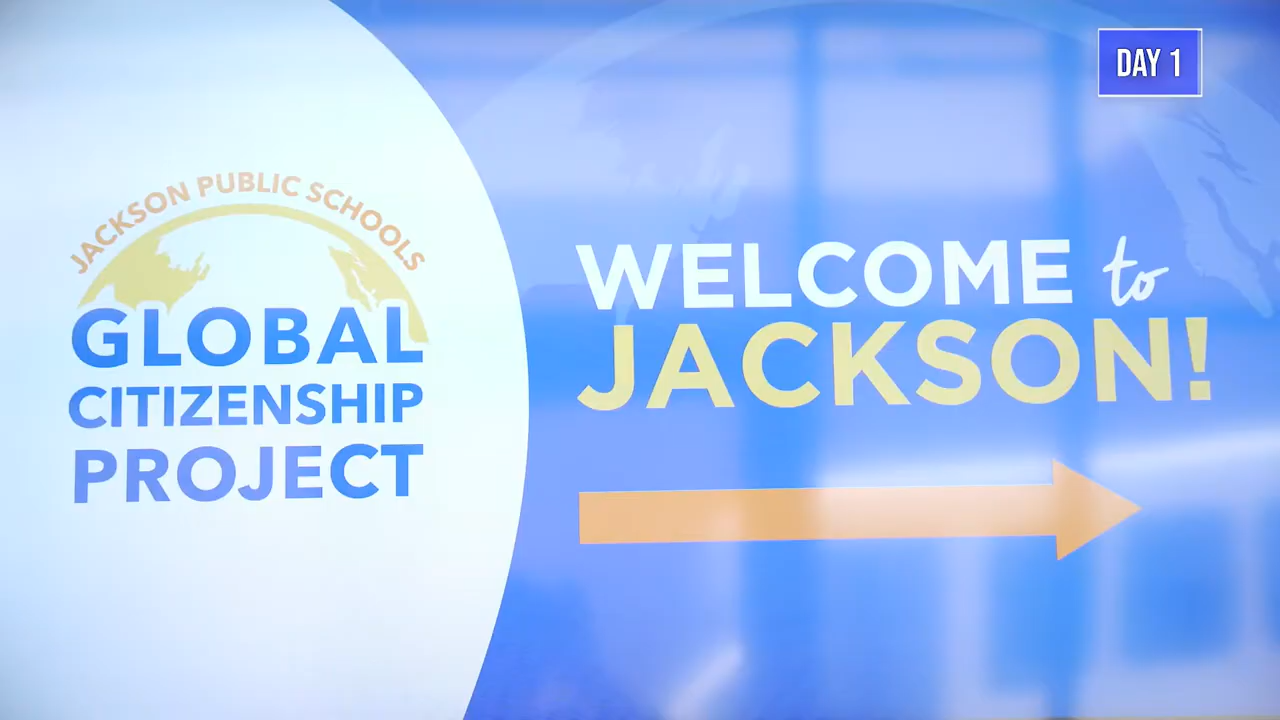 DAY 1
JACKSON PUBLIC SCHOOLS
GLOBAL
CITIZENSHIP
PROJECT
WELCOME to
JACKSON!